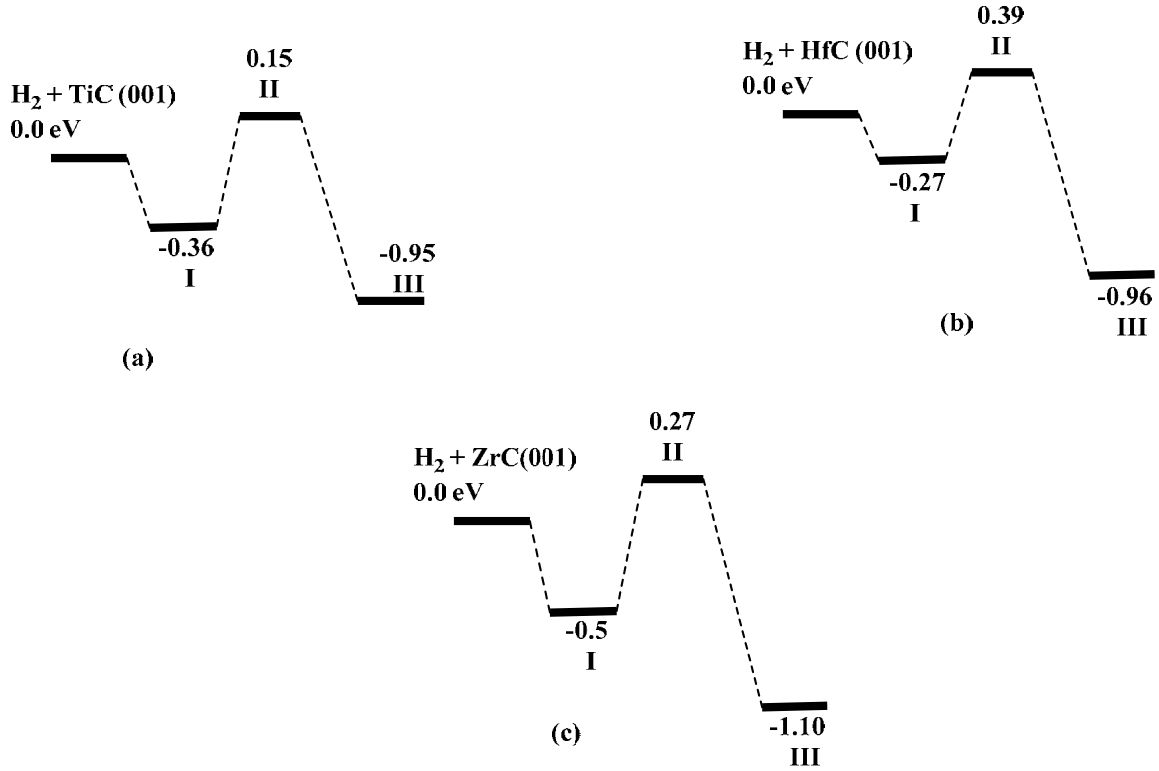 0.15
II
H2 + TiC (001)
0.0 eV
-0.36
I
-0.95
III
(a)
0.39
II
H2 + HfC (001)
0.0 eV
-0.27
I
-0.96
III
(b)
0.27
II
H2 + ZrC(001)
0.0 eV
-0.5
I
-1.10
III
(c)